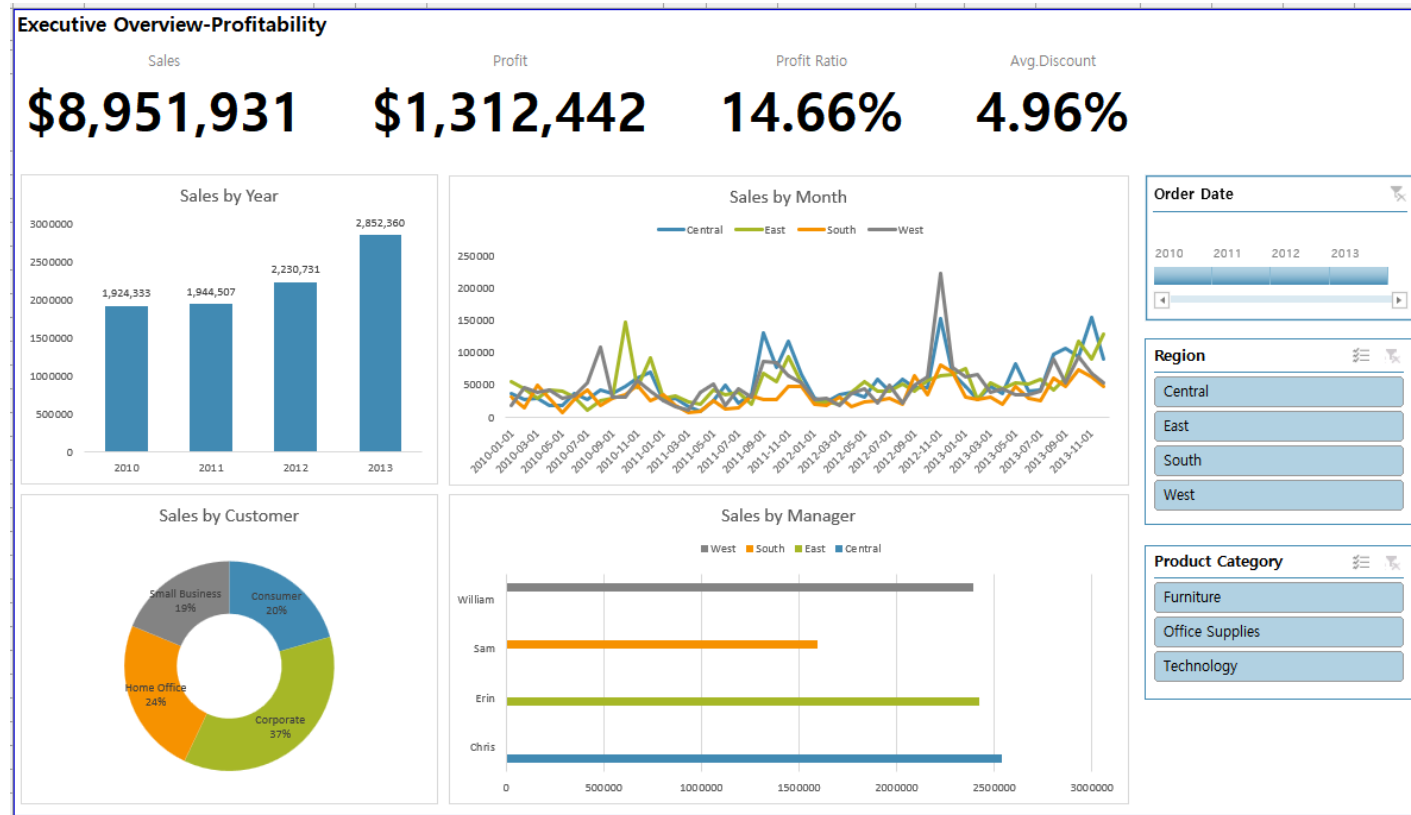 Executive Overview-Profitability
Sales Profit Profit Ratio Avg.Discount
$8,951,931 $1,312,442 14.66% 4.96%
Sales by Year
3000000
2500000
2000000
1500000
1000000
500000
0
1,924,333
1,944,507
2,230,731
2,852,360
2010 2011 2012 2013
Sales by Month
Central East South West
250000
200000
150000
100000
50000
0
2010-01-01
2010-03-01
2010-05-01
2010-07-01
2010-09-01
2010-11-01
2011-01-01
2011-03-01
2011-05-01
2011-07-01
2011-09-01
2011-11-01
2012-01-01
2012-03-01
2012-05-01
2012-07-01
2012-09-01
2012-11-01
2013-01-01
2013-03-01
2013-05-01
2013-07-01
2013-09-01
2013-11-01
Order Date
2010 2011 2012 2013
Region
Central
East
South
West
Sales by Customer
Small Business
19%
Consumer
20%
Home Office
24%
Corporate
37%
Sales by Manager
West South East Central
William
Sam
Erin
Chris
0 500000 1000000 1500000 2000000 2500000 3000000
Product Category
Furniture
Office Supplies
Technology